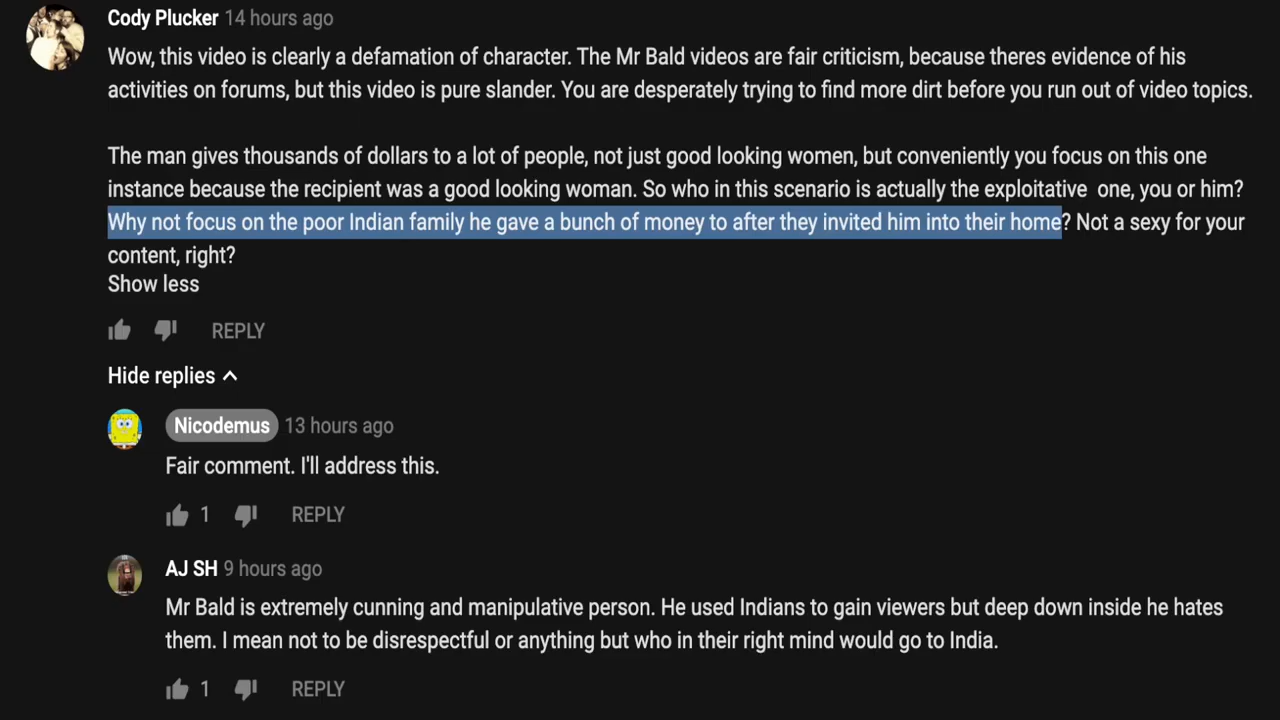 Cody Plucker 14 hours ago
Wow, this video is clearly a defamation of character. The Mr Bald videos are fair criticism, because theres evidence of his
activities on forums, but this video is pure slander. You are desperately trying to find more dirt before you run out of video topics.
The man gives thousands of dollars to a lot of people, not just good looking women, but conveniently you focus on this one
instance because the recipient was a good looking woman. So who in this scenario is actually the exploitative one, you or him?
Why not focus on the poor Indian family he gave a bunch of money to after they invited him into their home? Not a sexy for your
content, right?
Show less
REPLY
Hide replies
Nicodemus 13 hours ago
Fair comment. I'll address this.
1 REPLY
AJ SH 9 hours ago
Mr Bald is extremely cunning and manipulative person. He used Indians to gain viewers but deep down inside he hates
them. I mean not to be disrespectful or anything but who in their right mind would go to India.
1 REPLY